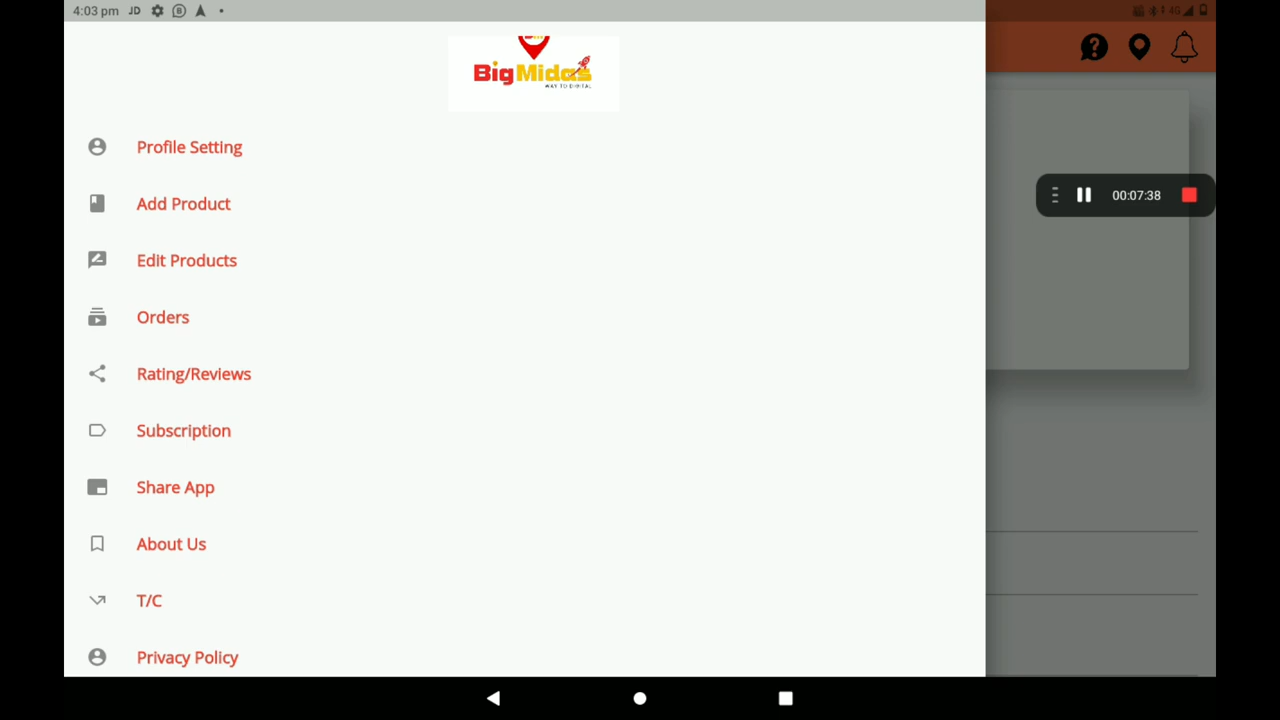 4:03 pm JD
4G
BigMidas
WAY TO DIGITAL
Profile Setting
00:07:38
Add Product
Edit Products
Orders
Rating/Reviews
Subscription
Share App
About Us
T/C
Privacy Policy